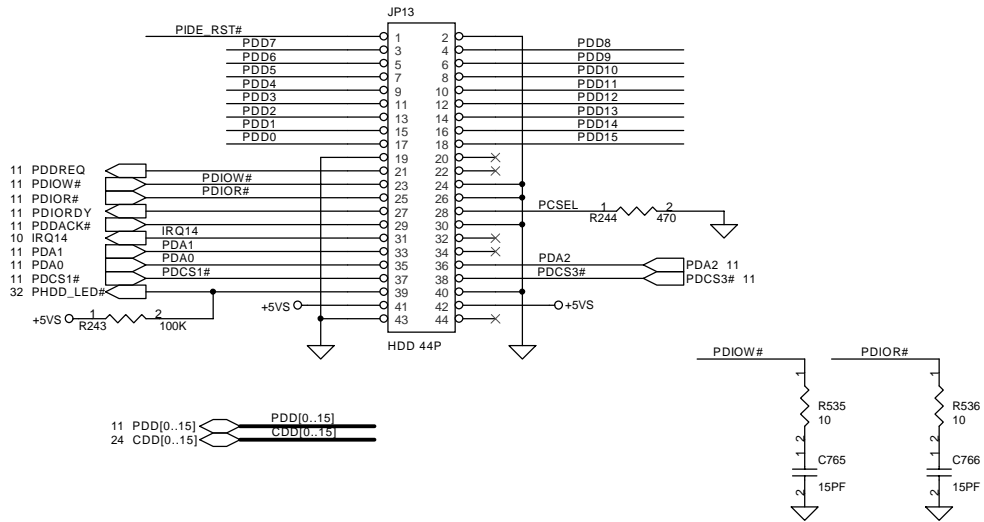 JP13
PIDE_RST# 1 2
PDD7 3 4 PDD8
PDD6 5 6 PDD9
PDD5 7 8 PDD10
PDD4 9 10 PDD11
PDD3 11 12 PDD12
PDD2 13 14 PDD13
PDD1 15 16 PDD14
PDD0 17 18 PDD15
19 20
11 PDDREQ 21 22
11 PDIOW# PDIOW# 23 24
11 PDIOR# PDIOR# 25 26
11 PDIORDY 27 28 PCSEL 1 2 R244 470
11 PDDACK# 29 30
10 IRQ14 IRQ14 31 32
11 PDA1 PDA1 33 34
11 PDA0 PDA0 35 36 PDA2 PDA2 11
11 PDCS1# PDCS1# 37 38 PDCS3# PDCS3# 11
32 PHDD_LED# 39 40
+5VS 41 42 +5VS
+5VS 1 2 R243 100K
43 44
HDD 44P
PDIOW# PDIOR#
1 1
R535 R536
10 10
2 2
1 1
C765 C766
15PF 15PF
2 2
11 PDD[0..15] PDD[0..15]
24 CDD[0..15] CDD[0..15]